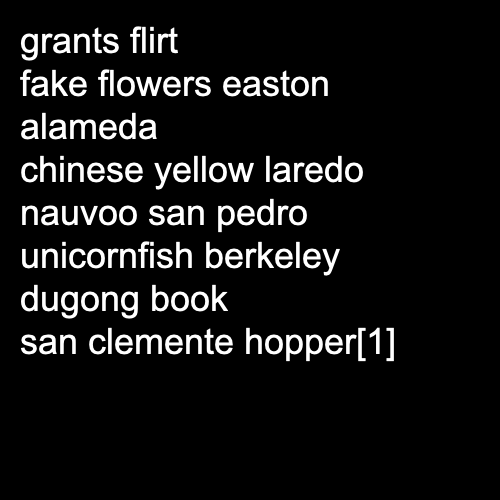 grants flirt
fake flowers easton
alameda
chinese yellow laredo
nauvoo san pedro
unicornfish berkeley
dugong book
san clemente hopper[1]